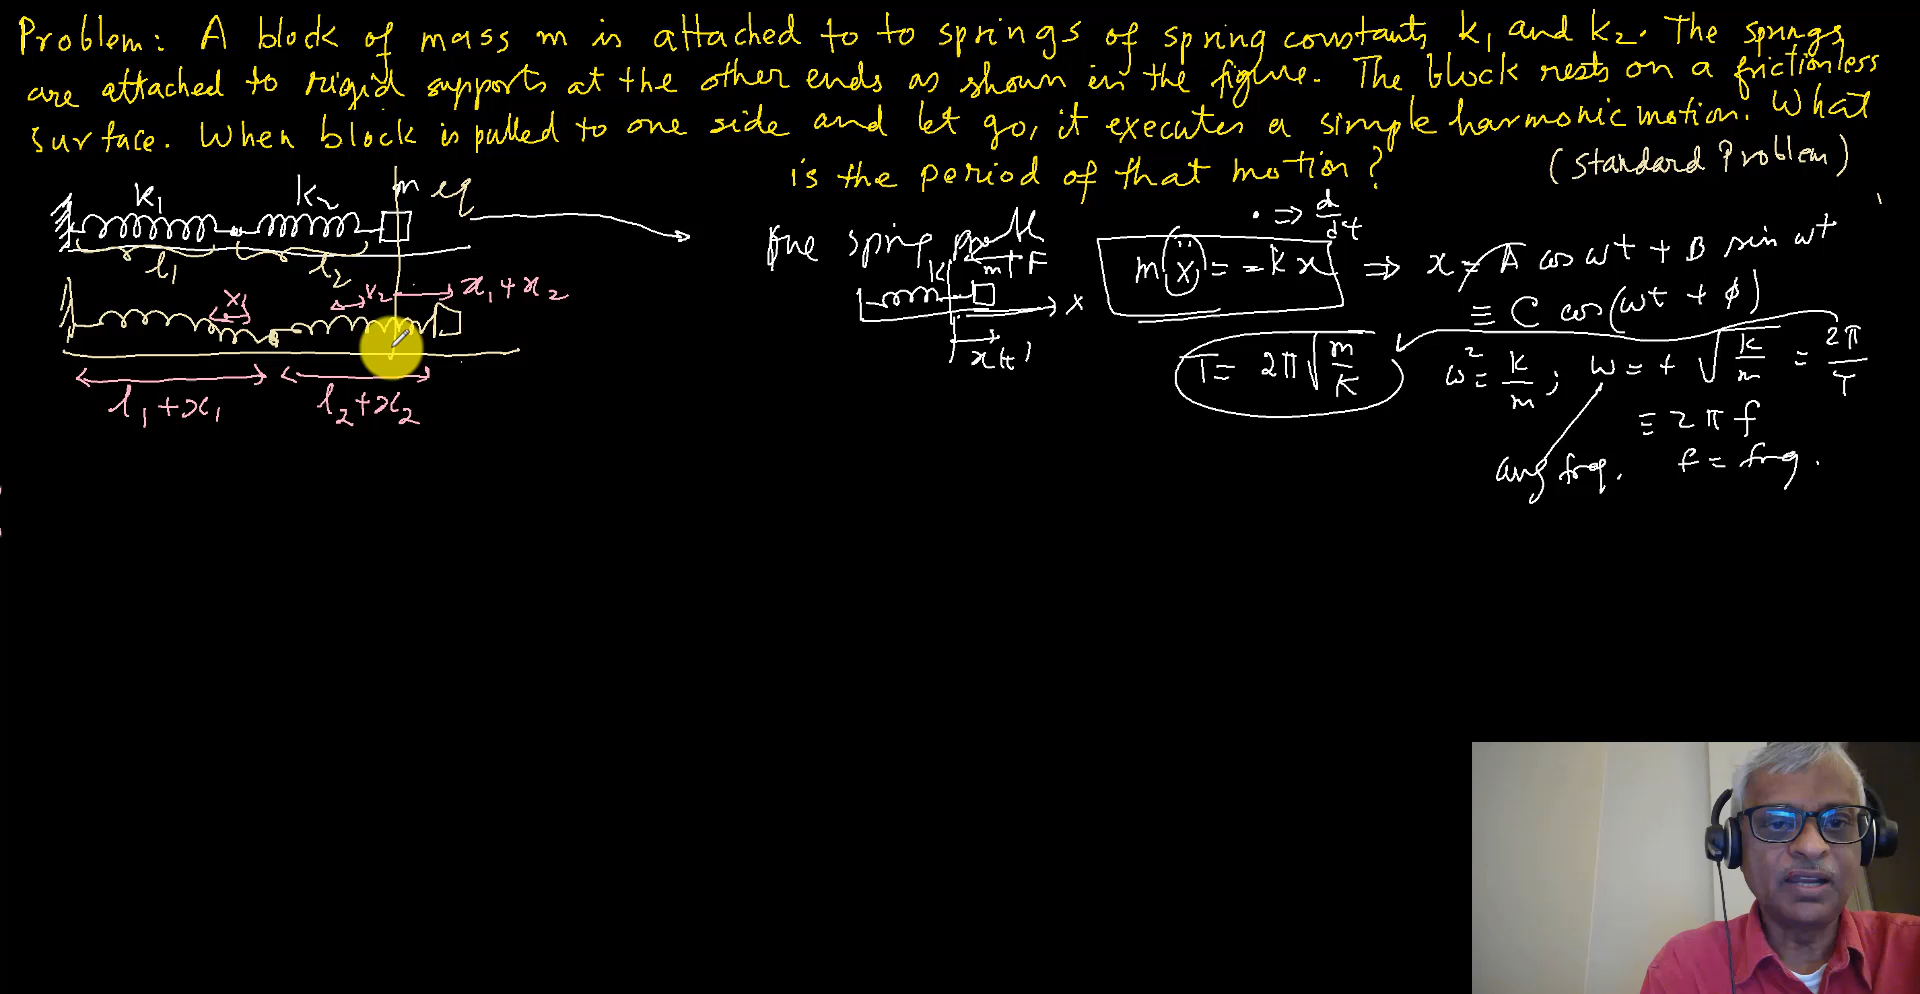 Problem: A block of mass m is attached to to springs of spring constants k₁ and k₂. The springs
are attached to rigid supports at the other ends as shown in the figure. The block rests on a frictionless
surface. When block is pulled to one side and let go, it executes a simple harmonic motion. What
is the period of that motion?
(Standard Problem)
k₁ k₂ m eq
l₁ l₂
x₁ x₂ x₁+x₂
l₁+x₁ l₂+x₂
One spring
k m F
x
x(t)
• ⇒ d/dt
mẍ = -kx ⇒ x = A cos ωt + B sin ωt
≡ C cos(ωt + φ)
T = 2π√(m/k)
ω² = k/m ; ω = + √(k/m) = 2π/T
≡ 2πf
ang freq. f = freq.